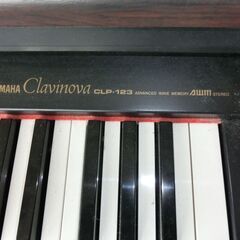 YAMAHA Clavinova CLP-123 ADVANCED WAVE MEMORY AWM STEREO